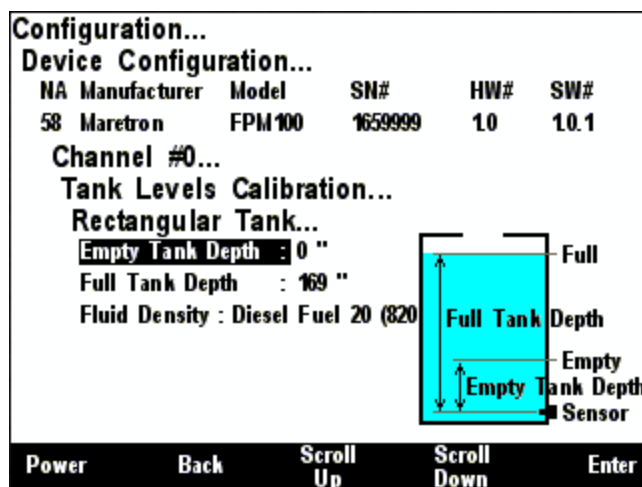 Configuration...
Device Configuration...
NA Manufacturer Model SN# HW# SW#
58 Maretron FPM100 1659999 1.0 1.0.1
Channel #0...
Tank Levels Calibration...
Rectangular Tank...
Empty Tank Depth : 0 "
Full Tank Depth : 169 "
Fluid Density : Diesel Fuel 20 (820
Full
Full Tank Depth
Empty
Empty Tank Depth
Sensor
Power Back Scroll Up Scroll Down Enter